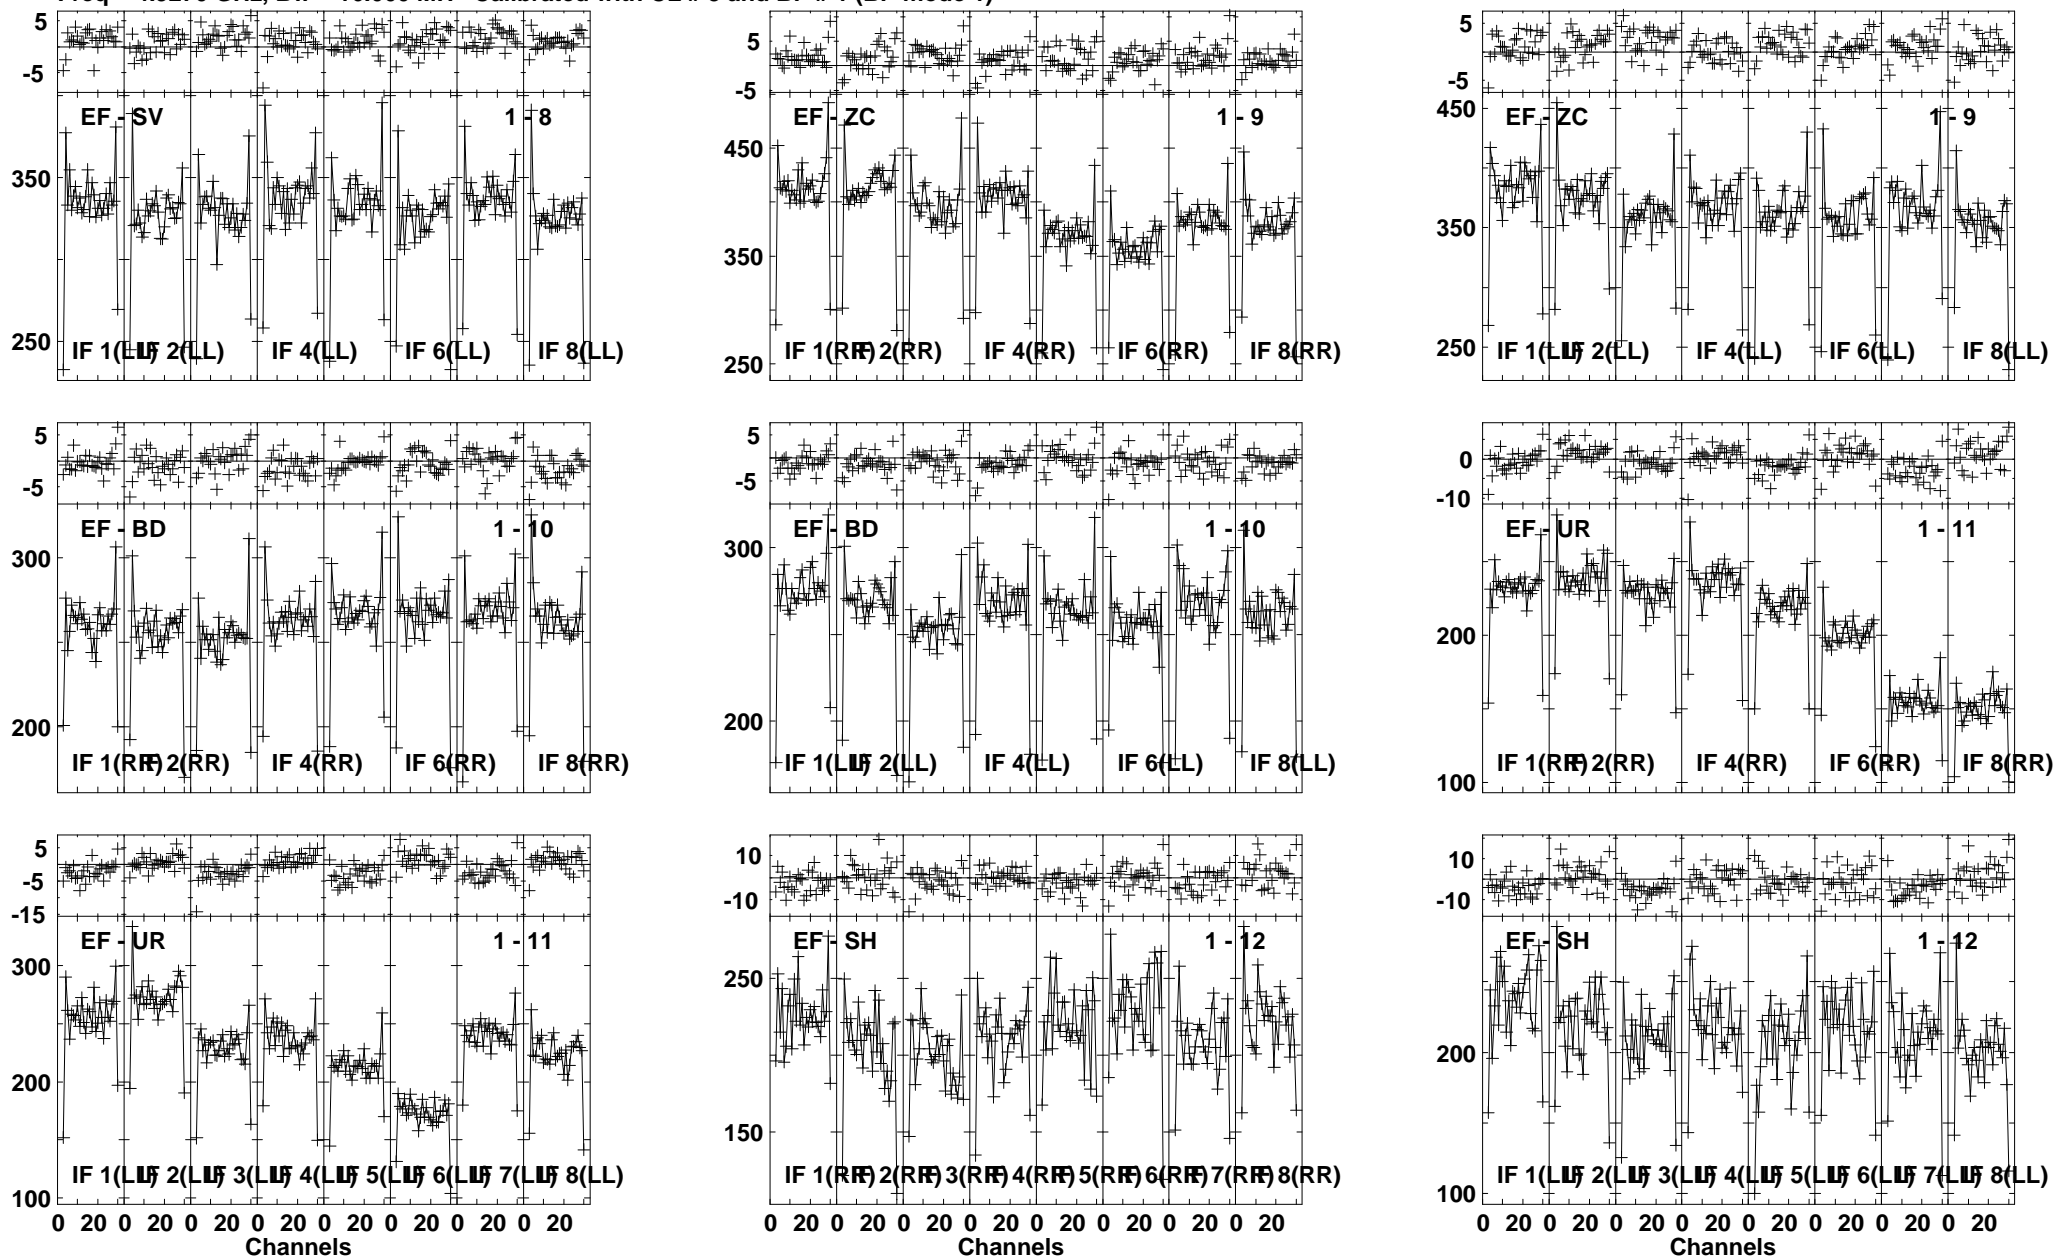 5
-5
EF - SV 1 - 8
350
250
IF 1(LL) IF 2(LL) IF 4(LL) IF 6(LL) IF 8(LL)
5
-5
EF - ZC 1 - 9
450
350
250
IF 1(RR) IF 2(RR) IF 4(RR) IF 6(RR) IF 8(RR)
5
-5
EF - ZC 1 - 9
450
350
250
IF 1(LL) IF 2(LL) IF 4(LL) IF 6(LL) IF 8(LL)
5
-5
EF - BD 1 - 10
300
200
IF 1(RR) IF 2(RR) IF 4(RR) IF 6(RR) IF 8(RR)
5
-5
EF - BD 1 - 10
300
200
IF 1(LL) IF 2(LL) IF 4(LL) IF 6(LL) IF 8(LL)
0
-10
EF - UR 1 - 11
200
100
IF 1(RR) IF 2(RR) IF 4(RR) IF 6(RR) IF 8(RR)
5
-5
-15
EF - UR 1 - 11
300
200
100
IF 1(LL) IF 2(LL) IF 3(LL) IF 4(LL) IF 5(LL) IF 6(LL) IF 7(LL) IF 8(LL)
0 20 0 20 0 20 0 20 0 20 0 20 0 20 0 20
Channels
10
-10
EF - SH 1 - 12
250
150
IF 1(RR) IF 2(RR) IF 3(RR) IF 4(RR) IF 5(RR) IF 6(RR) IF 7(RR) IF 8(RR)
0 20 0 20 0 20 0 20 0 20 0 20 0 20 0 20
Channels
10
-10
EF - SH 1 - 12
200
100
IF 1(LL) IF 2(LL) IF 3(LL) IF 4(LL) IF 5(LL) IF 6(LL) IF 7(LL) IF 8(LL)
0 20 0 20 0 20 0 20 0 20 0 20 0 20 0 20
Channels